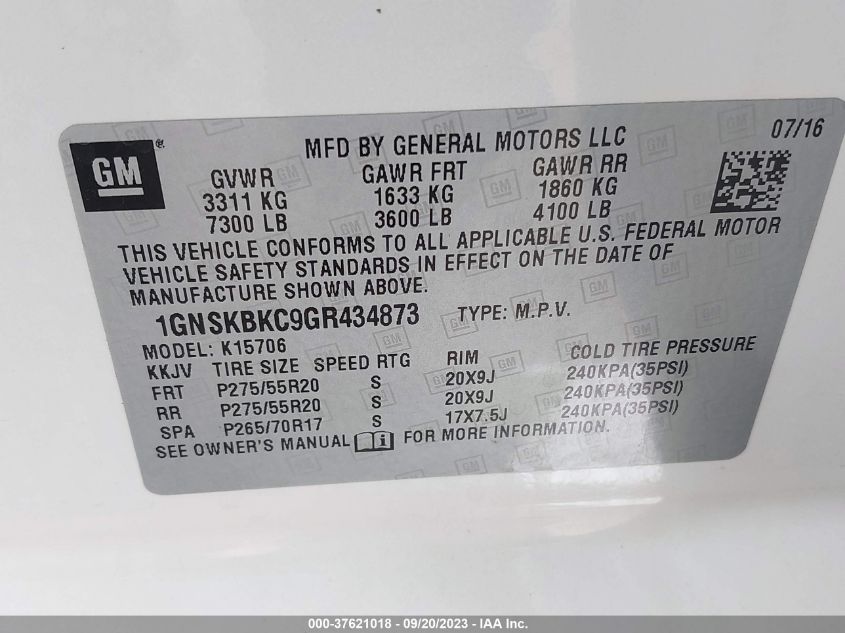 GM
®
MFD BY GENERAL MOTORS LLC
07/16
GVWR GAWR FRT GAWR RR
3311 KG 1633 KG 1860 KG
7300 LB 3600 LB 4100 LB
THIS VEHICLE CONFORMS TO ALL APPLICABLE U.S. FEDERAL MOTOR
VEHICLE SAFETY STANDARDS IN EFFECT ON THE DATE OF
MANUFACTURE SHOWN ABOVE.
1GNSKBKC9GR434873 TYPE: M.P.V.
MODEL: K15706
KKJV TIRE SIZE SPEED RTG RIM COLD TIRE PRESSURE
FRT P275/55R20 S 20X9J 240KPA(35PSI)
RR P275/55R20 S 20X9J 240KPA(35PSI)
SPA P265/70R17 S 17X7.5J 240KPA(35PSI)
SEE OWNER'S MANUAL i FOR MORE INFORMATION.
000-37621018 - 09/20/2023 - IAA Inc.